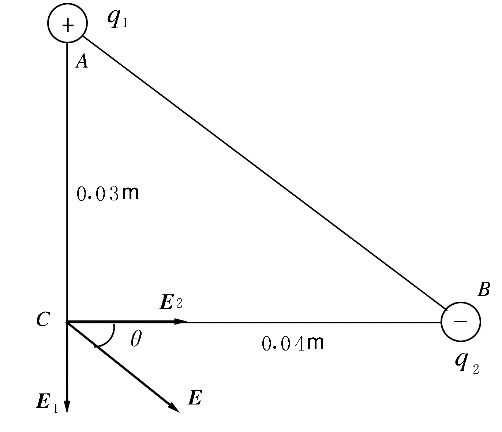 + q₁
A
0.03m
B
C E₂ −
θ 0.04m
q₂
E₁ E